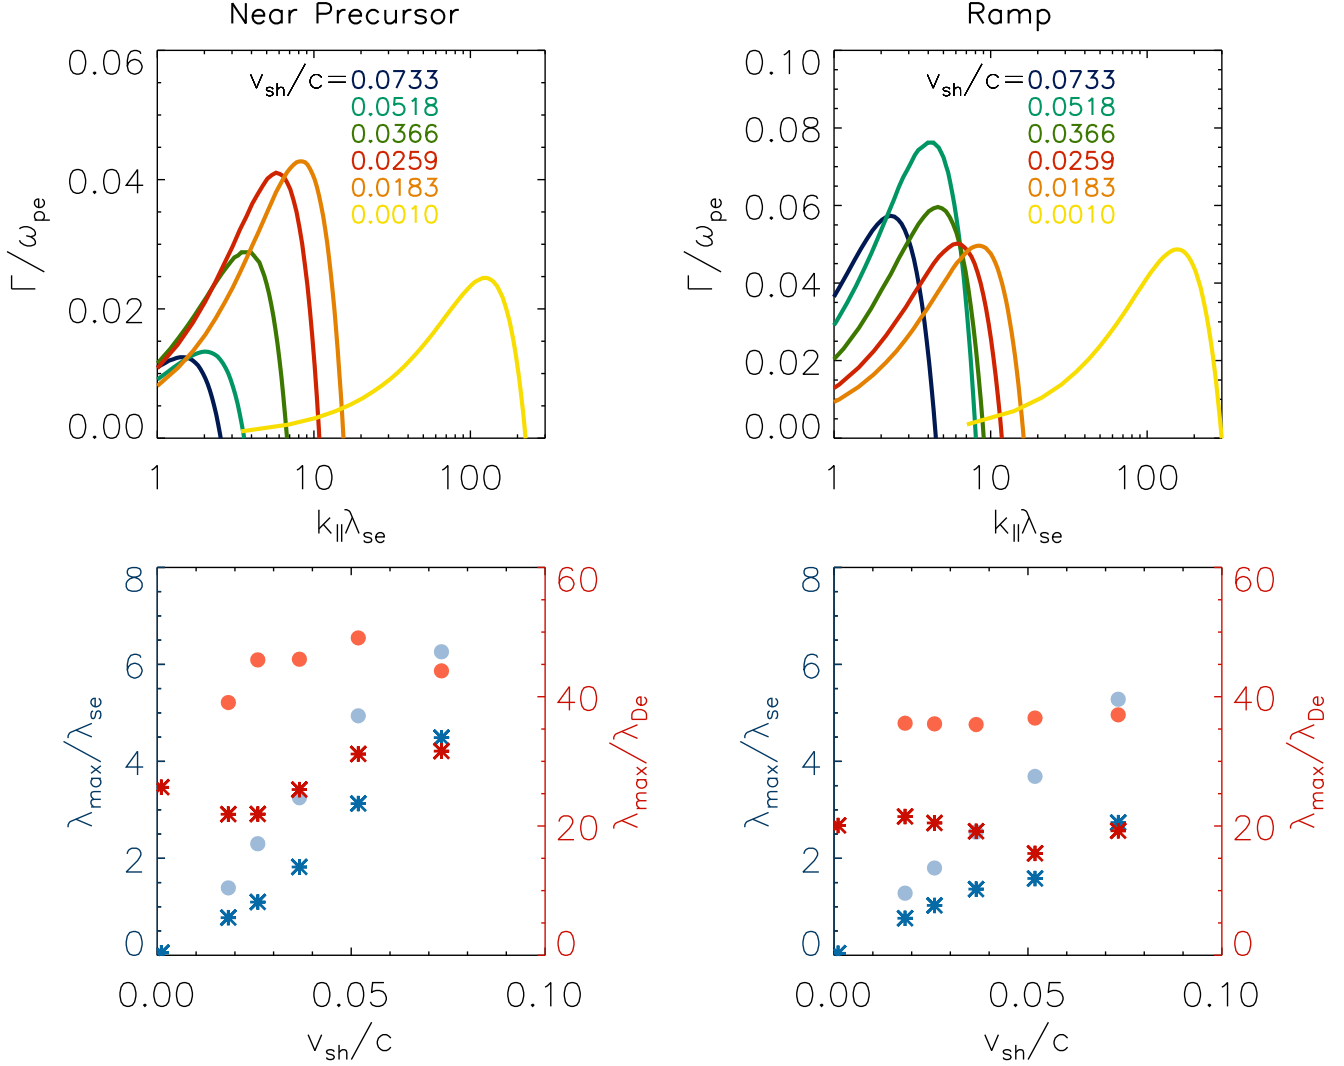 Near Precursor
0.06
0.04
0.02
0.00
Γ/ω_pe
v_sh/c=0.0733
0.0518
0.0366
0.0259
0.0183
0.0010
1 10 100
k_∥λ_se
Ramp
0.10
0.08
0.06
0.04
0.02
0.00
Γ/ω_pe
v_sh/c=0.0733
0.0518
0.0366
0.0259
0.0183
0.0010
1 10 100
k_∥λ_se
8
6
4
2
0
λ_max/λ_se
60
40
20
0
λ_max/λ_De
0.00 0.05 0.10
v_sh/c
8
6
4
2
0
λ_max/λ_se
60
40
20
0
λ_max/λ_De
0.00 0.05 0.10
v_sh/c